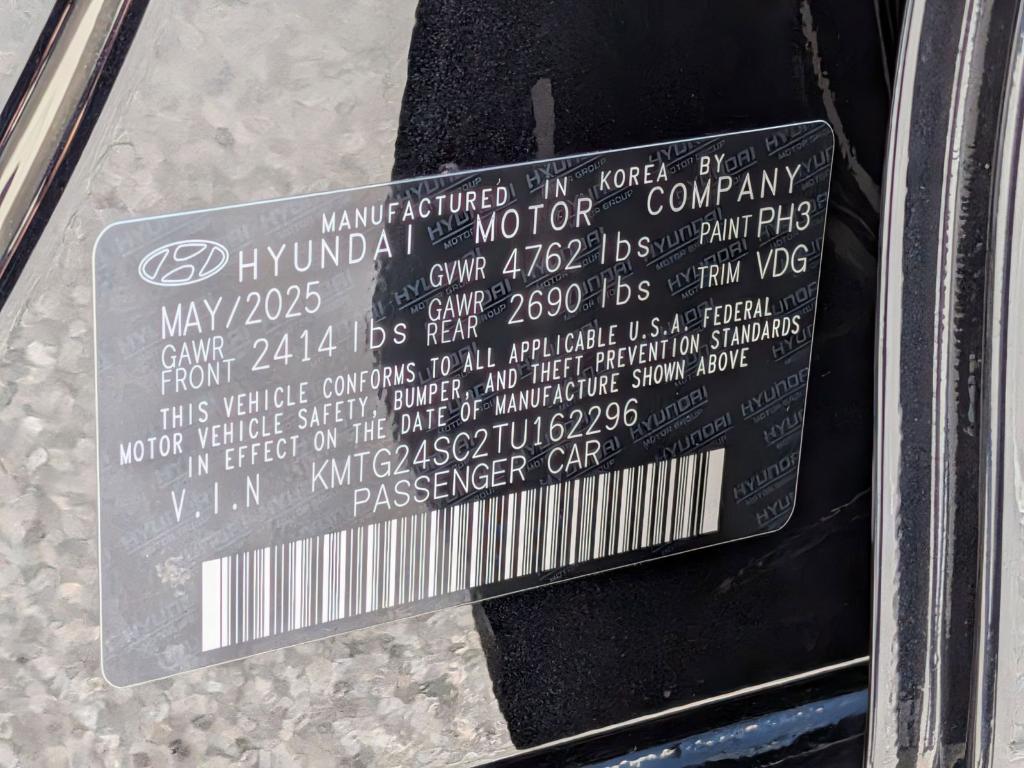 MANUFACTURED IN KOREA BY
HYUNDAI MOTOR COMPANY
MAY/2025 GVWR 4762 lbs PAINT PH3
GAWR FRONT 2414 lbs GAWR REAR 2690 lbs TRIM VDG
THIS VEHICLE CONFORMS TO ALL APPLICABLE U.S.A. FEDERAL
MOTOR VEHICLE SAFETY, BUMPER, AND THEFT PREVENTION STANDARDS
IN EFFECT ON THE DATE OF MANUFACTURE SHOWN ABOVE
V.I.N KMTG24SC2TU162296
PASSENGER CAR